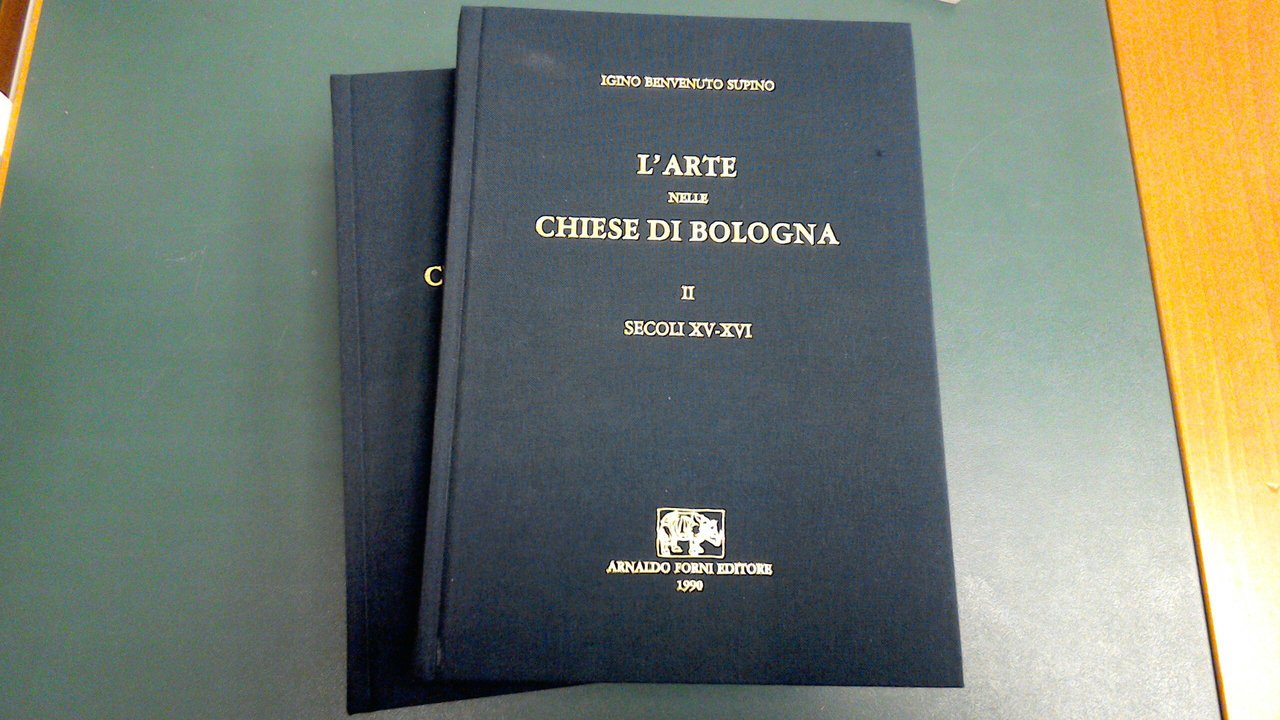 IGINO BENVENUTO SUPINO
L'ARTE
NELLE
CHIESE DI BOLOGNA
II
SECOLI XV-XVI
ARNALDO FORNI EDITORE
1990